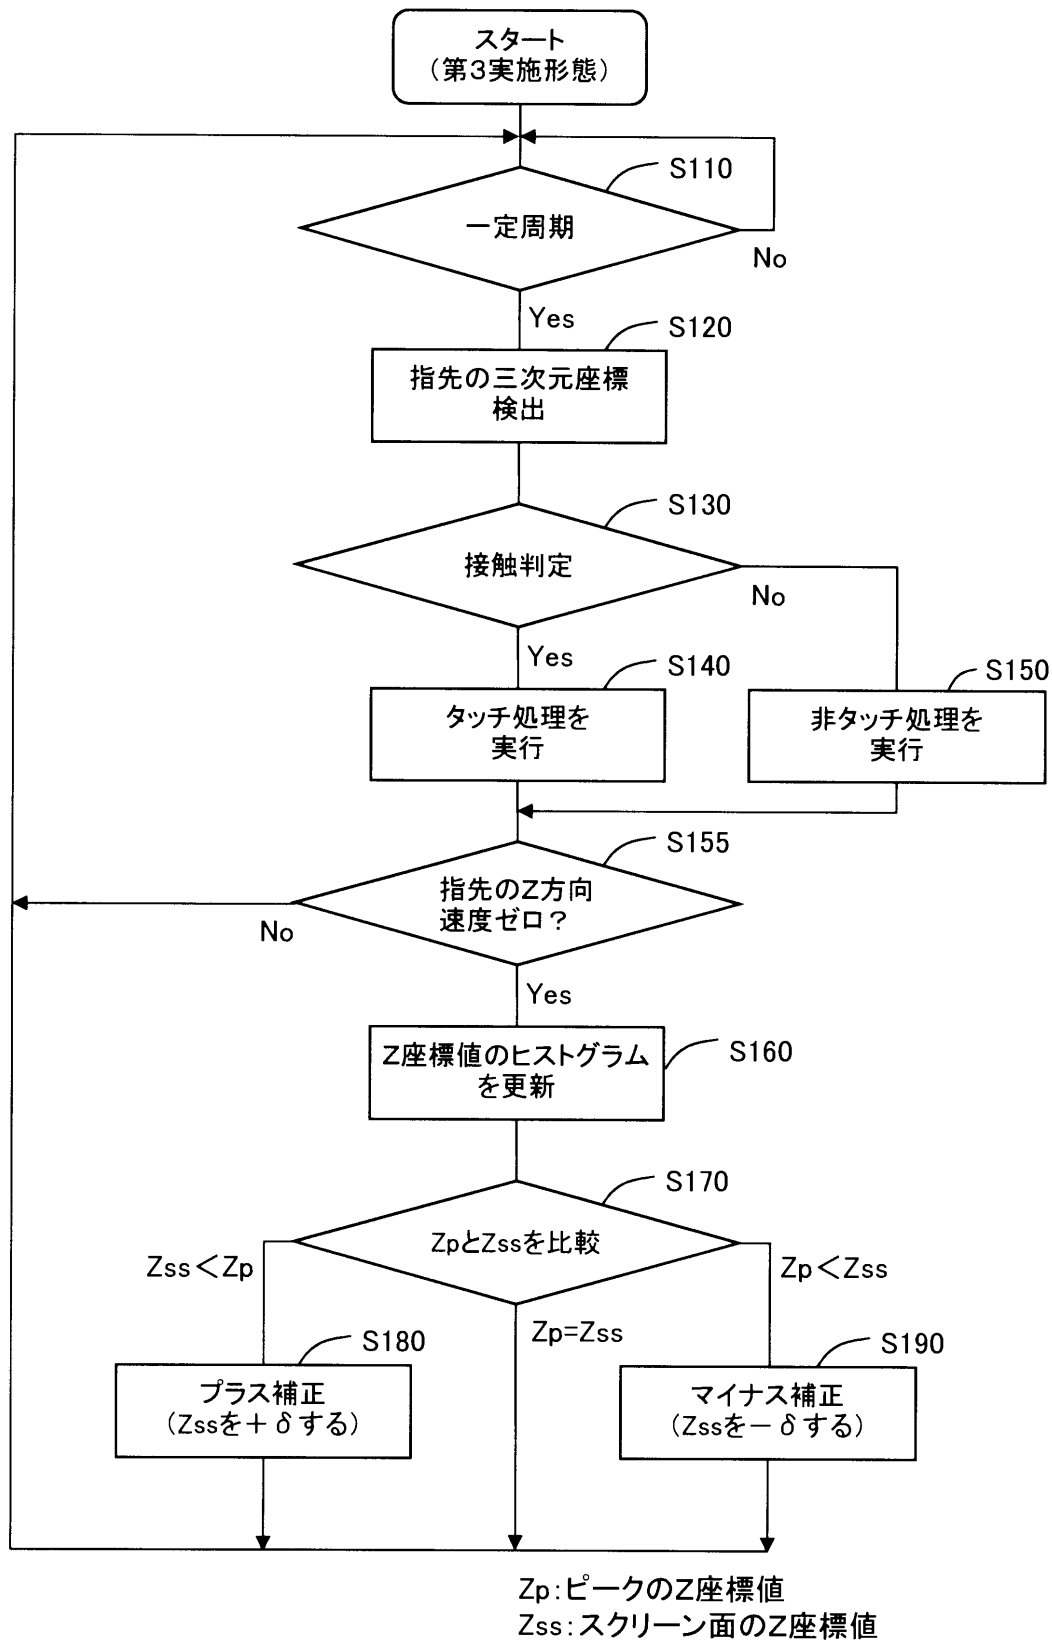 スタート
(第3実施形態)
S110
一定周期
No
Yes
S120
指先の三次元座標
検出
S130
接触判定
No
Yes
S140
S150
タッチ処理を
実行
非タッチ処理を
実行
S155
指先のZ方向
速度ゼロ？
No
Yes
S160
Z座標値のヒストグラム
を更新
S170
ZpとZssを比較
Zss＜Zp
Zp＜Zss
Zp=Zss
S180
S190
プラス補正
(Zssを＋δする)
マイナス補正
(Zssを－δする)
Zp:ピークのZ座標値
Zss:スクリーン面のZ座標値